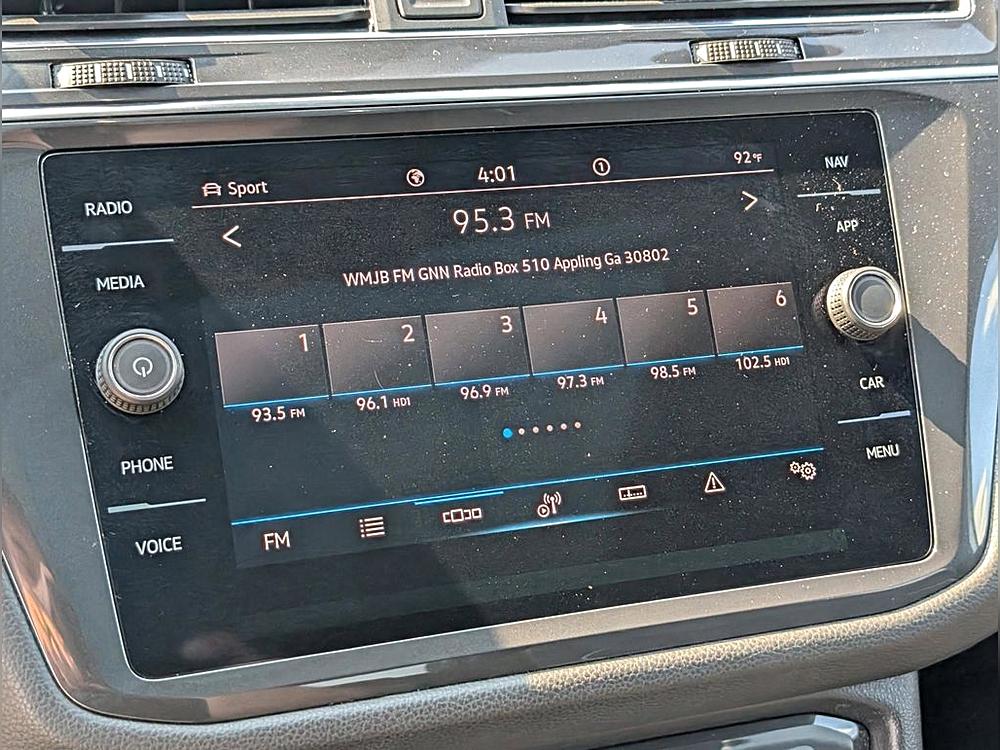 Sport 4:01 92°F
95.3 FM
WMJB FM GNN Radio Box 510 Appling Ga 30802
1 2 3 4 5 6
93.5 FM 96.1 HD1 96.9 FM 97.3 FM 98.5 FM 102.5 HD1
FM
RADIO
MEDIA
PHONE
VOICE
NAV
APP
CAR
MENU